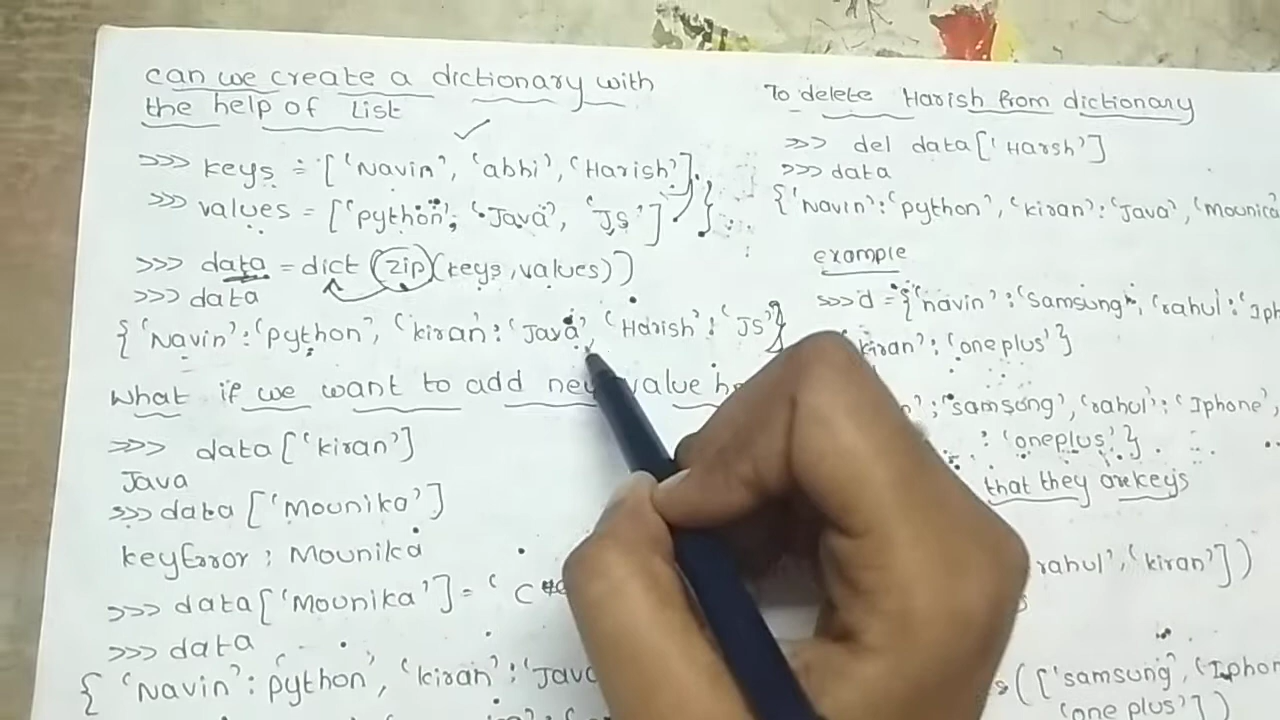 can we create a dictionary with
the help of List
>>> keys = ['Navin', 'abhi', 'Harish']
>>> values = ['python', 'Java', 'JS']
>>> data = dict (zip(keys, values))
>>> data
{'Navin': 'python', 'kiran: 'Java', 'Harish': 'JS'}
What if we want to add new value
>>> data ['kiran']
Java
>>> data ['Mounika']
keyError : Mounika
>>> data ['Mounika'] = 'C
>>> data
{ 'Navin': python', 'kiran': 'Java
To delete Harish from dictionary
>>> del data ['Harsh']
>>> data
{'Navin': 'python', 'kiran': 'Java', 'Mounica
example
>>> d = {'navin': 'Samsung', 'rahul': 'Iph
kiran': 'oneplus'}
': 'samsong', 'rahul': 'Iphone',
: 'oneplus'}
that they are keys
rahul', 'kiran'])
(['samsung', 'Iphon
'one plus'])